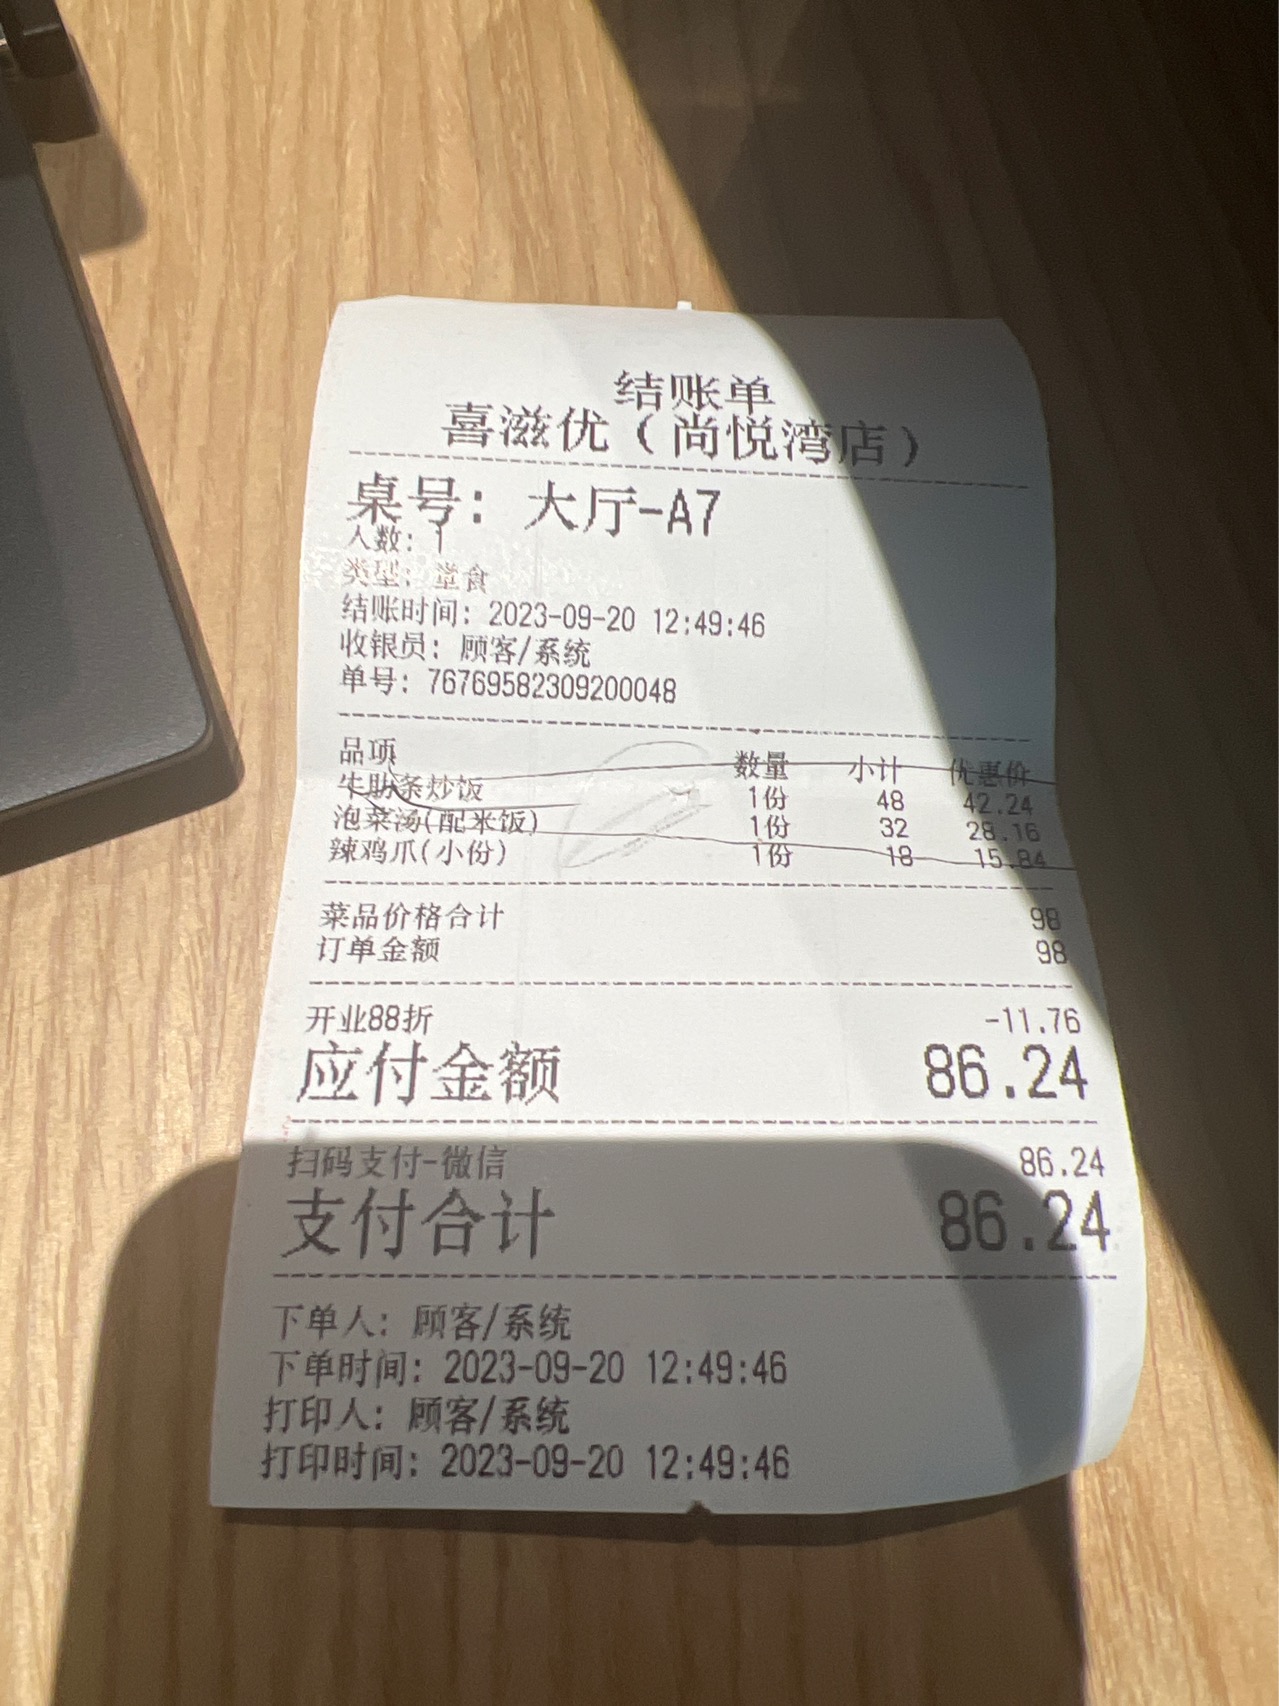 结账单
喜滋优（尚悦湾店）
桌号： 大厅-A7
人数： 1
类型： 堂食
结账时间：2023-09-20 12:49:46
收银员： 顾客/系统
单号：76769582309200048
品项 数量 小计 优惠价
牛肋条炒饭 1份 48 42.24
泡菜汤(配米饭) 1份 32 28.16
辣鸡爪(小份) 1份 18 15.84
菜品价格合计 98
订单金额 98
开业88折 -11.76
应付金额 86.24
扫码支付-微信 86.24
支付合计 86.24
下单人： 顾客/系统
下单时间：2023-09-20 12:49:46
打印人： 顾客/系统
打印时间：2023-09-20 12:49:46